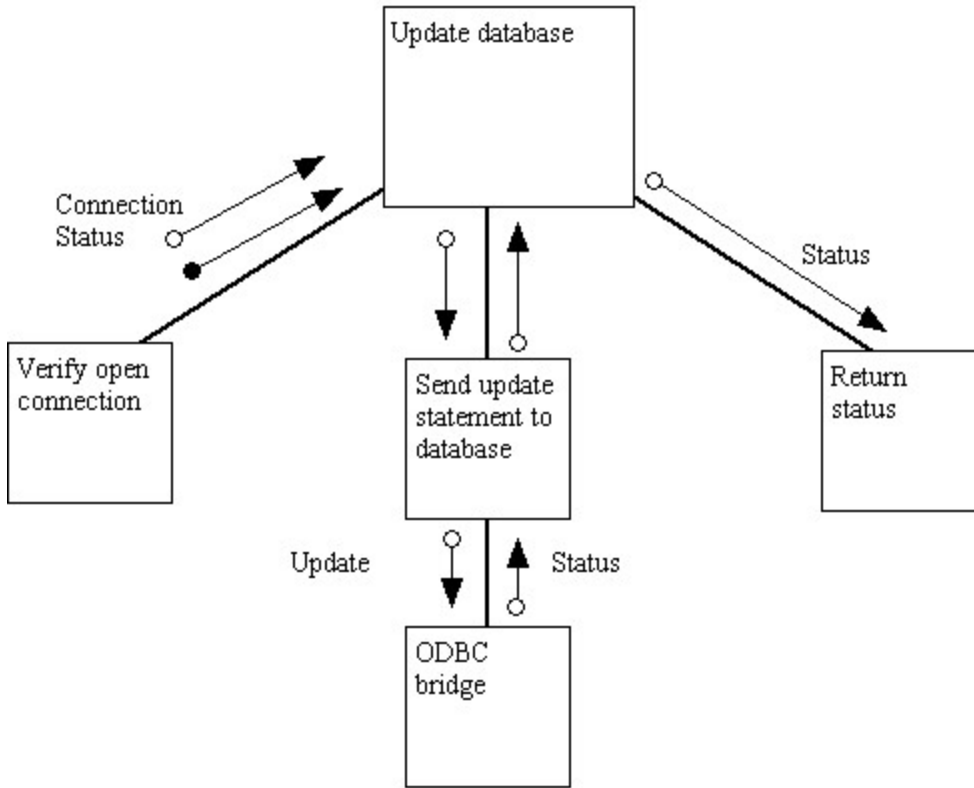 Update database
Connection
Status
Status
Verify open
connection
Send update
statement to
database
Return
status
Update
Status
ODBC
bridge